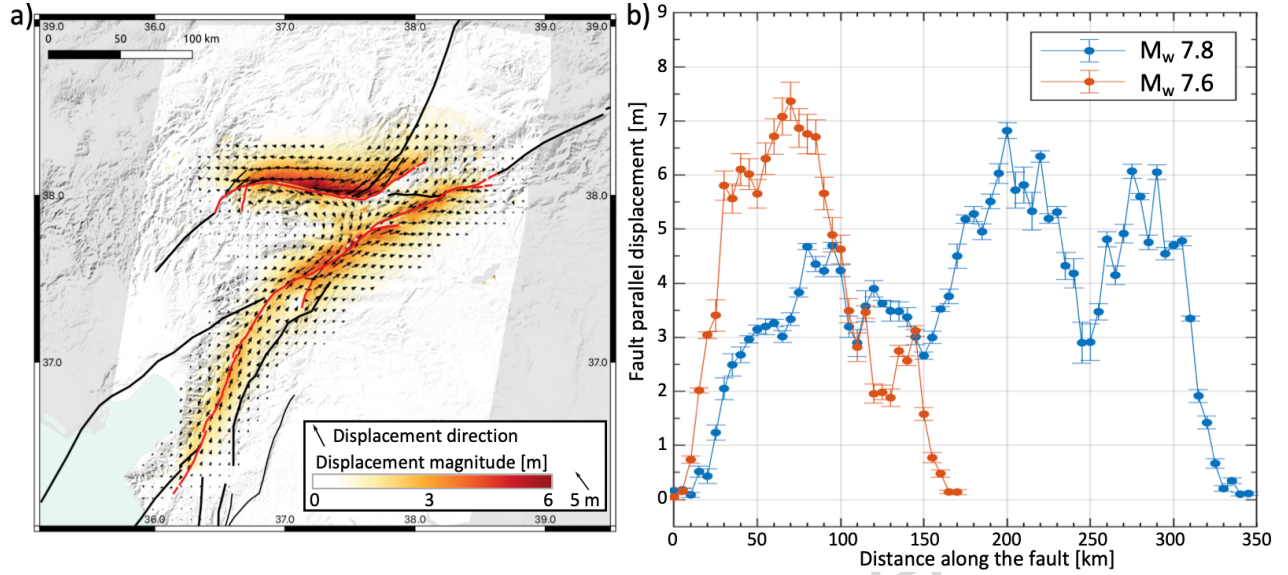 a)
39.0 36.0 37.0 38.0 39.0
0 50 100 km
38.0 38.0
37.0 37.0
Displacement direction
Displacement magnitude [m]
0 3 6 5 m
36.0 37.0 38.0 39.0
b)
Fault parallel displacement [m]
9
8
7
6
5
4
3
2
1
0
M_w 7.8
M_w 7.6
0 50 100 150 200 250 300 350
Distance along the fault [km]